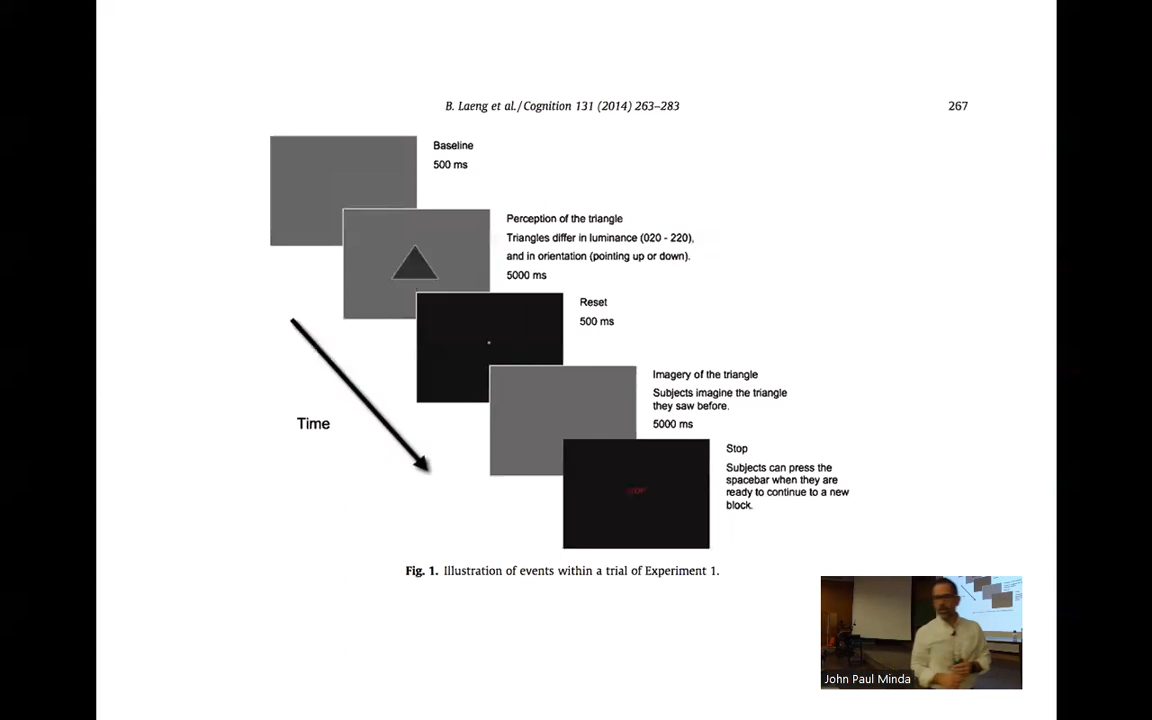 B. Laeng et al./Cognition 131 (2014) 263–283
267
Baseline
500 ms
Perception of the triangle
Triangles differ in luminance (020 - 220),
and in orientation (pointing up or down).
5000 ms
Reset
500 ms
Imagery of the triangle
Subjects imagine the triangle
they saw before.
5000 ms
Time
Stop
Subjects can press the
spacebar when they are
ready to continue to a new
block.
Fig. 1. Illustration of events within a trial of Experiment 1.
John Paul Minda